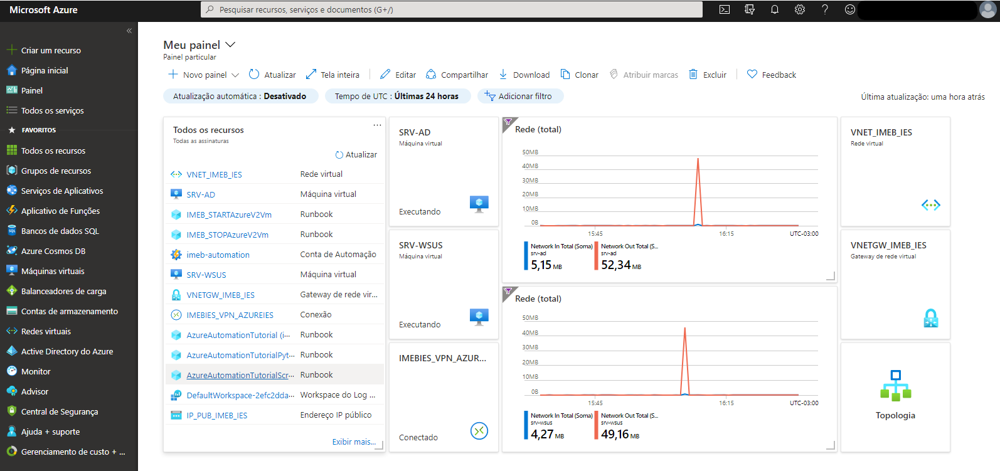 Microsoft Azure
Pesquisar recursos, serviços e documentos (G+/)
Criar um recurso
Página inicial
Painel
Todos os serviços
FAVORITOS
Todos os recursos
Grupos de recursos
Serviços de Aplicativos
Aplicativo de Funções
Bancos de dados SQL
Azure Cosmos DB
Máquinas virtuais
Balanceadores de carga
Contas de armazenamento
Redes virtuais
Active Directory do Azure
Monitor
Advisor
Central de Segurança
Ajuda + suporte
Gerenciamento de custo + ...
Meu painel
Painel particular
Novo painel Atualizar Tela inteira Editar Compartilhar Download Clonar Atribuir marcas Excluir Feedback
Atualização automática : Desativado Tempo de UTC : Últimas 24 horas Adicionar filtro Última atualização: uma hora atrás
Todos os recursos
Todas as assinaturas
Atualizar
VNET_IMEB_IES Rede virtual
SRV-AD Máquina virtual
IMEB_STARTAzureV2Vm Runbook
IMEB_STOPAzureV2Vm Runbook
imeb-automation Conta de Automação
SRV-WSUS Máquina virtual
VNETGW_IMEB_IES Gateway de rede vir...
IMEBIES_VPN_AZUREIES Conexão
AzureAutomationTutorial (i... Runbook
AzureAutomationTutorialPyt... Runbook
AzureAutomationTutorialScr... Runbook
DefaultWorkspace-2efc2dda... Workspace do Log ...
IP_PUB_IMEB_IES Endereço IP público
Exibir mais...
SRV-AD
Máquina virtual
Executando
SRV-WSUS
Máquina virtual
Executando
IMEBIES_VPN_AZUR...
Conectado
Rede (total)
50MB
40MB
30MB
20MB
10MB
0B
15:45 16:15 UTC-03:00
Network In Total (Soma) Network Out Total (S...
srv-ad srv-ad
5,15 MB 52,34 MB
Rede (total)
50MB
40MB
30MB
20MB
10MB
0B
15:45 16:15 UTC-03:00
Network In Total (Soma) Network Out Total (S...
srv-wsus srv-wsus
4,27 MB 49,16 MB
VNET_IMEB_IES
Rede virtual
VNETGW_IMEB_IES
Gateway de rede virtual
Topologia